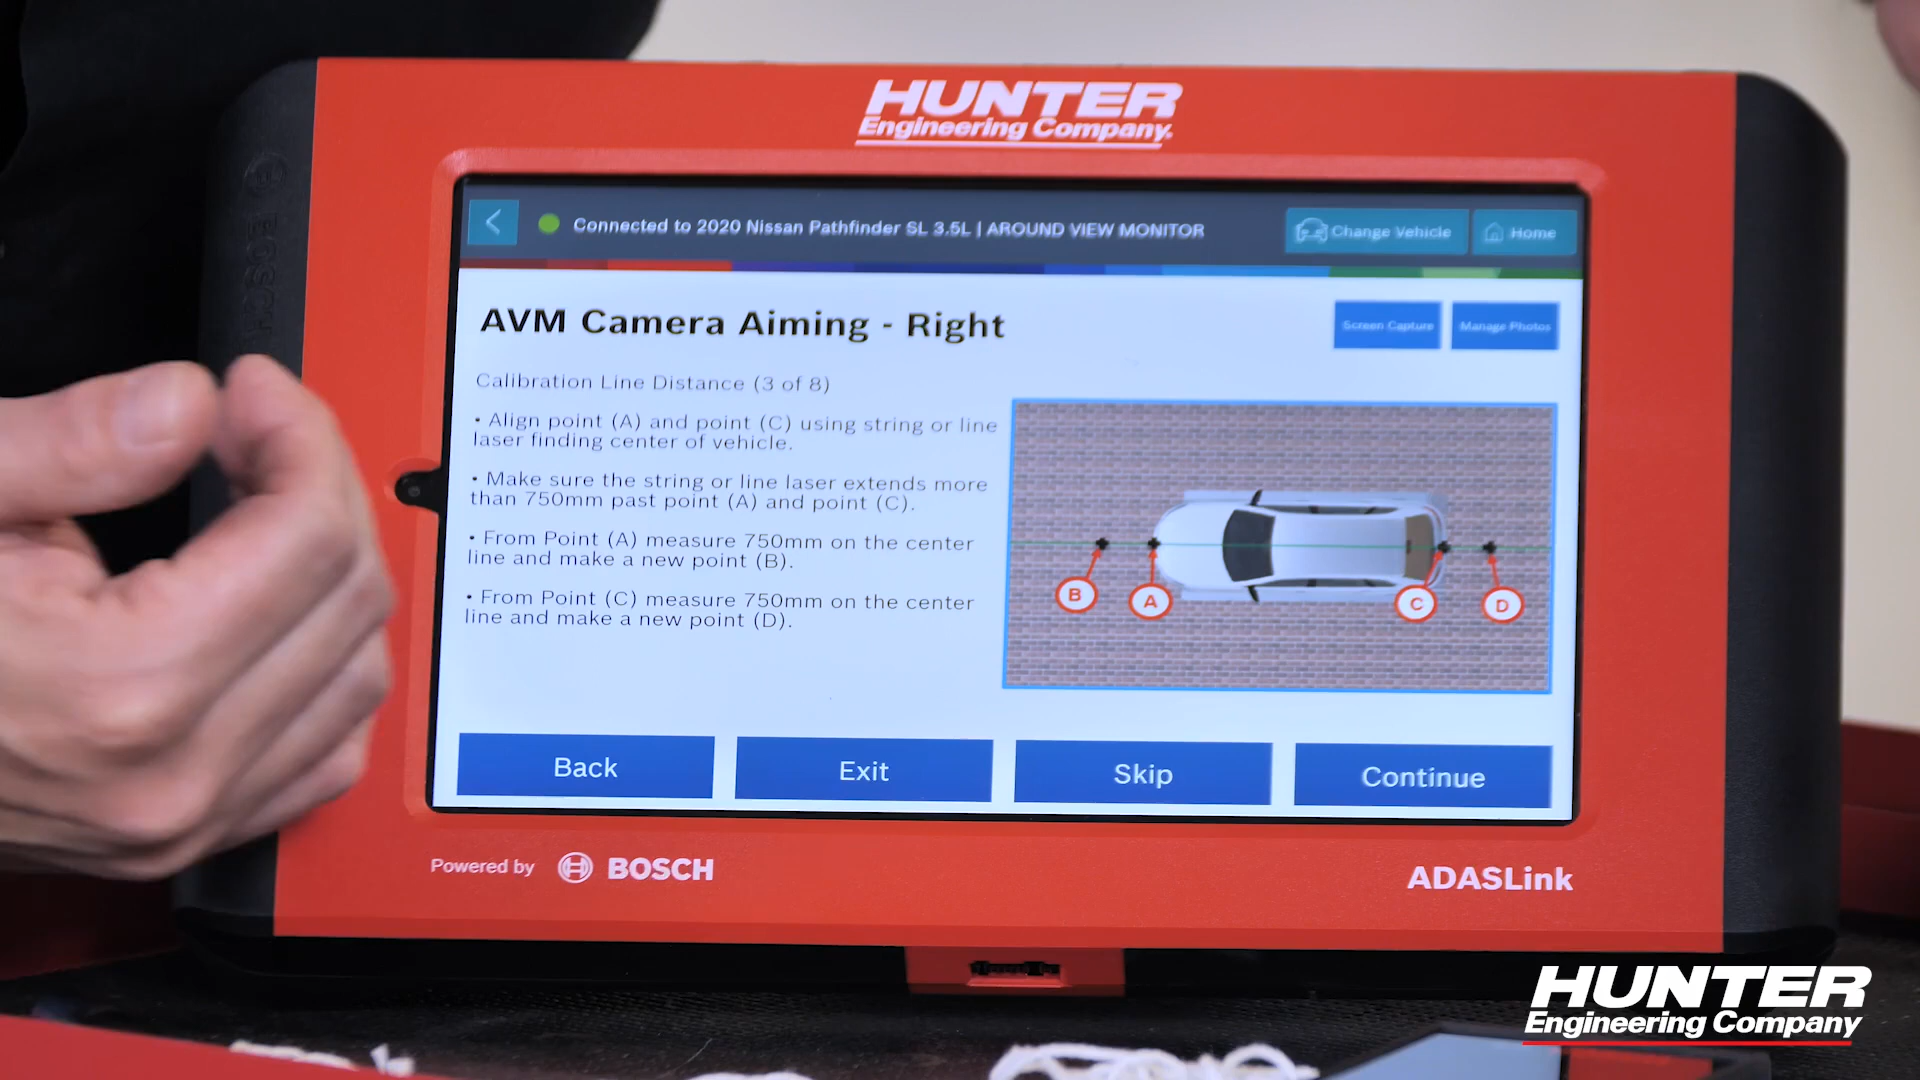 HUNTER
Engineering Company.
Connected to 2020 Nissan Pathfinder SL 3.5L | AROUND VIEW MONITOR
Change Vehicle
Home
AVM Camera Aiming - Right
Screen Capture
Manage Photos
Calibration Line Distance (3 of 8)
• Align point (A) and point (C) using string or line
laser finding center of vehicle.
• Make sure the string or line laser extends more
than 750mm past point (A) and point (C).
• From Point (A) measure 750mm on the center
line and make a new point (B).
• From Point (C) measure 750mm on the center
line and make a new point (D).
B
A
C
D
Back
Exit
Skip
Continue
Powered by
BOSCH
ADASLink
BOSCH
HUNTER
Engineering Company